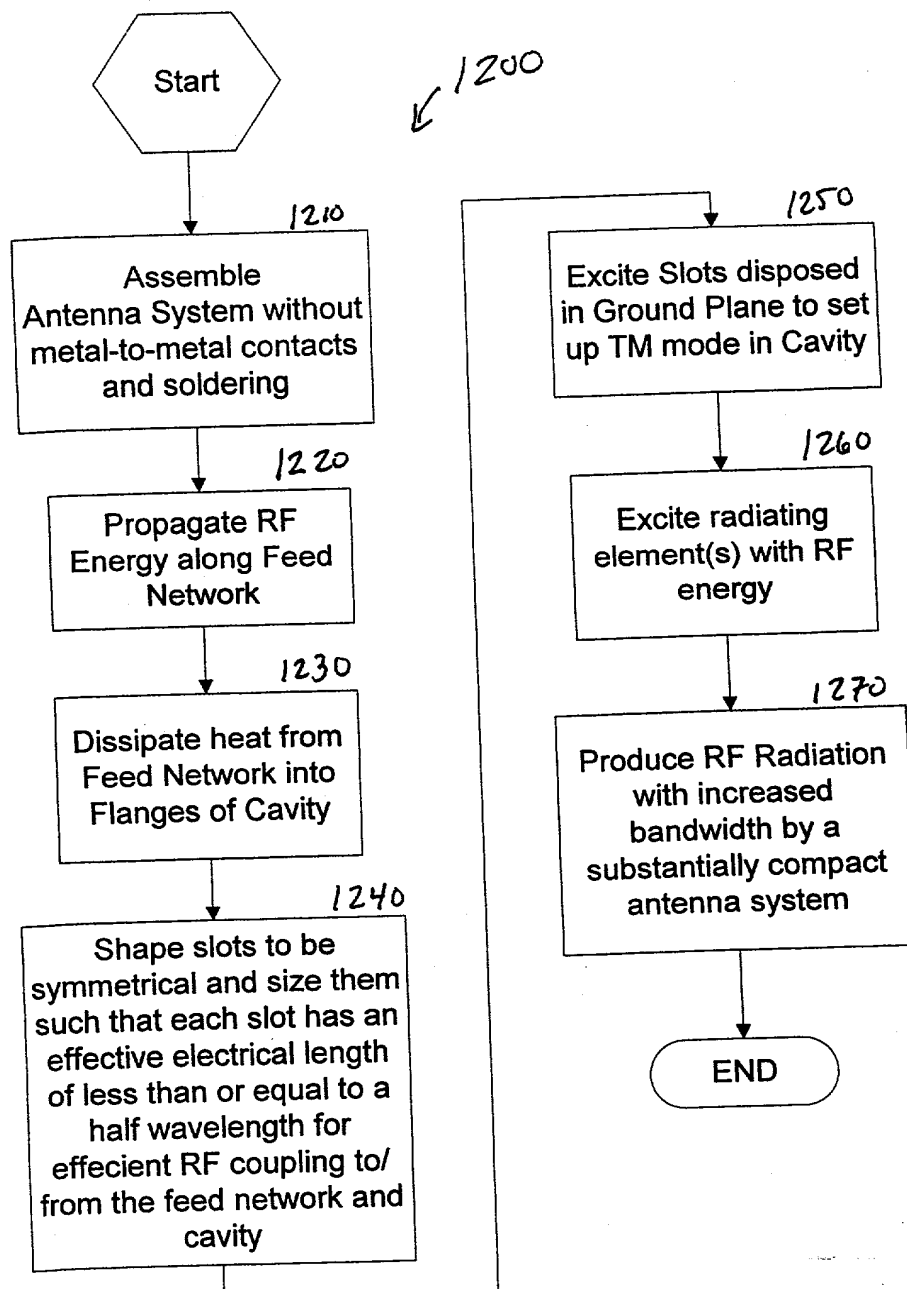 Start
1200
1210
Assemble
Antenna System without
metal-to-metal contacts
and soldering
1220
Propagate RF
Energy along Feed
Network
1230
Dissipate heat from
Feed Network into
Flanges of Cavity
1240
Shape slots to be
symmetrical and size them
such that each slot has an
effective electrical length
of less than or equal to a
half wavelength for
effecient RF coupling to/
from the feed network and
cavity
1250
Excite Slots disposed
in Ground Plane to set
up TM mode in Cavity
1260
Excite radiating
element(s) with RF
energy
1270
Produce RF Radiation
with increased
bandwidth by a
substantially compact
antenna system
END